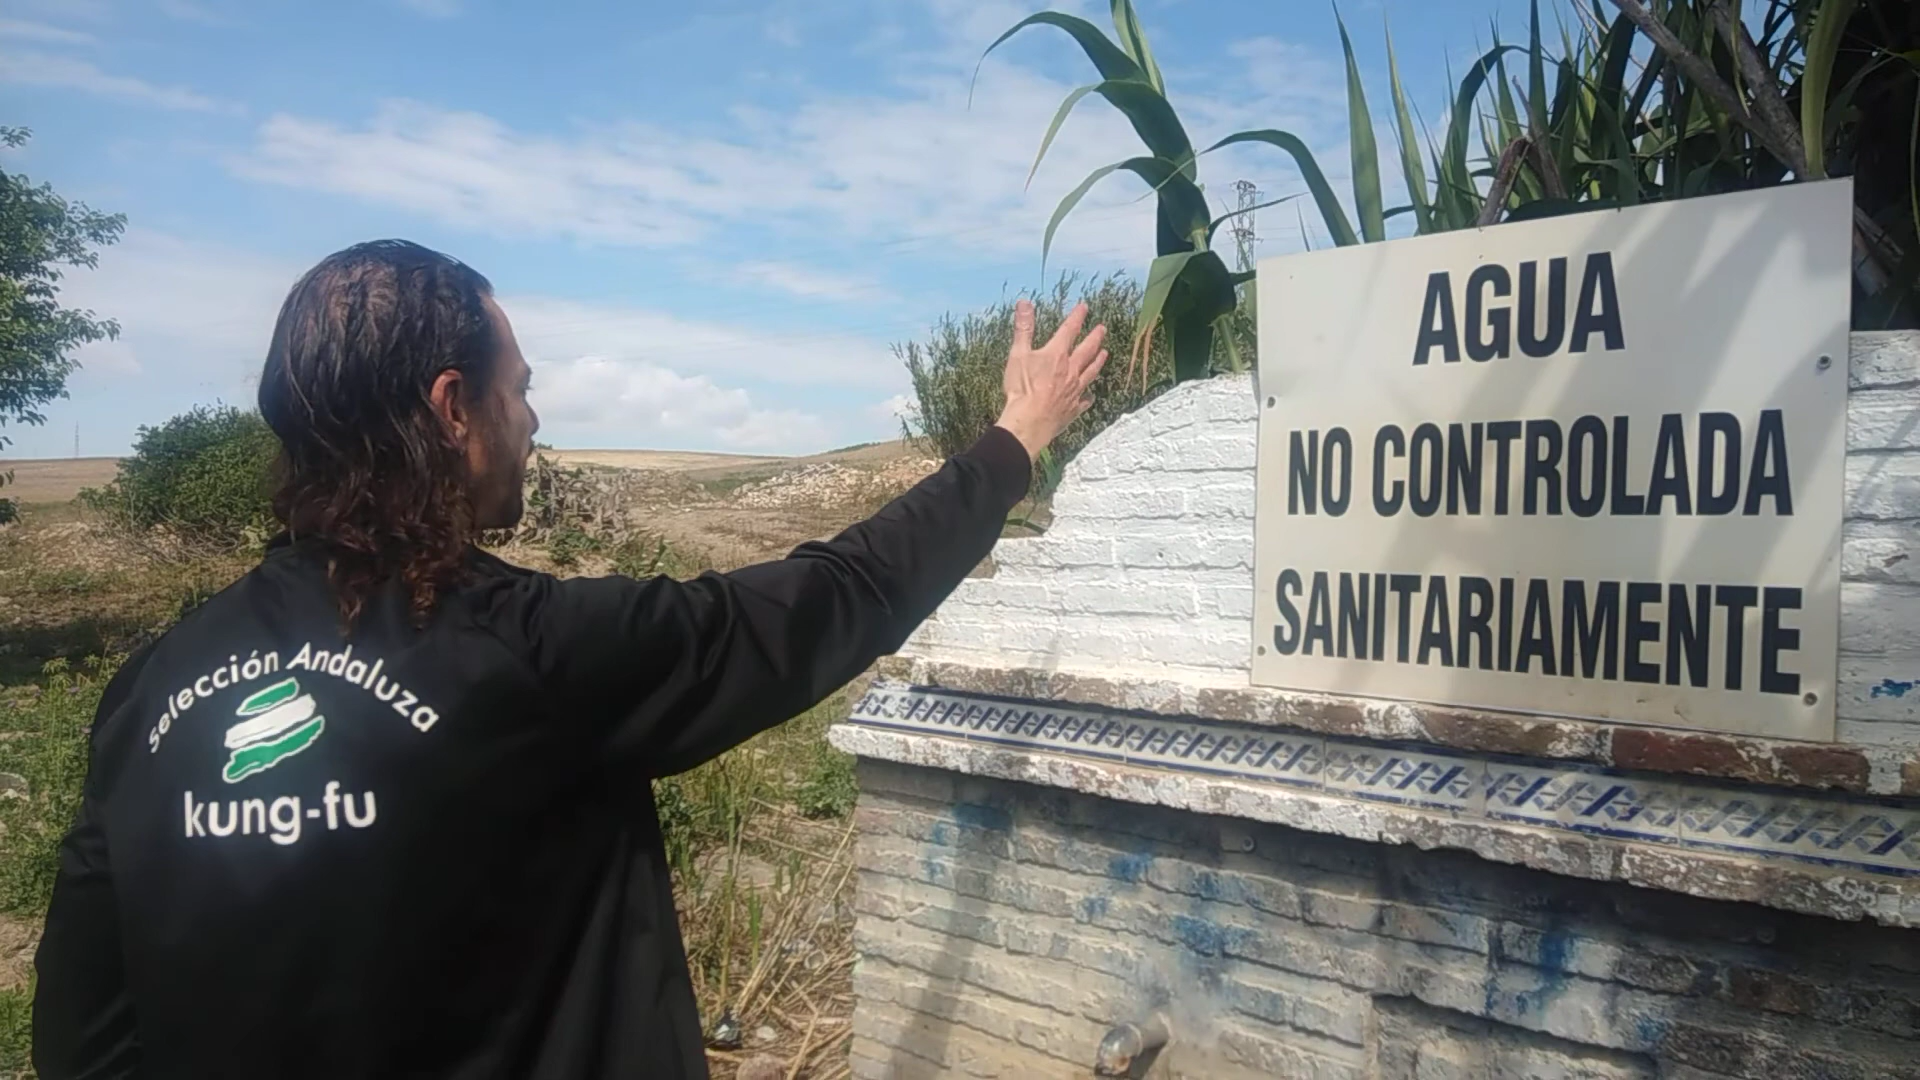 selección Andaluza
kung-fu
AGUA
NO CONTROLADA
SANITARIAMENTE